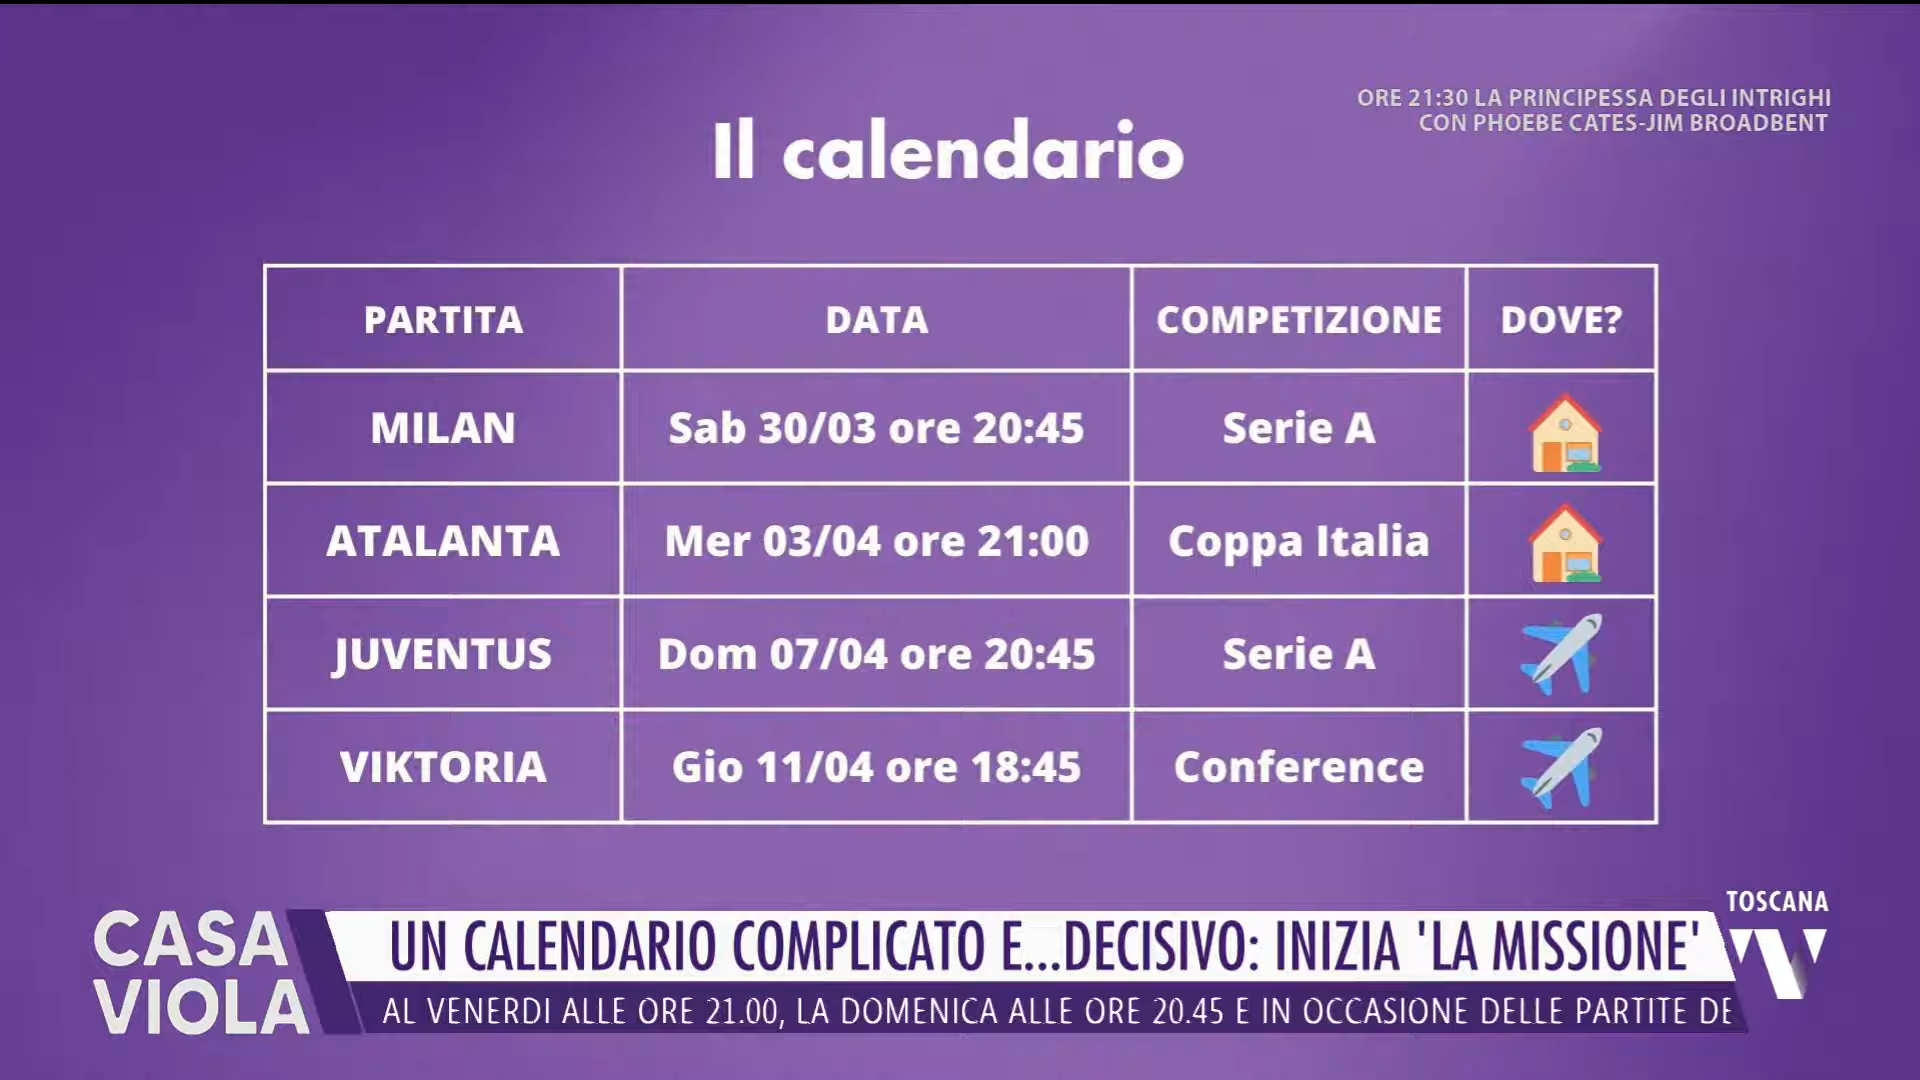 ORE 21:30 LA PRINCIPESSA DEGLI INTRIGHI
CON PHOEBE CATES-JIM BROADBENT
Il calendario
PARTITA DATA COMPETIZIONE DOVE?
MILAN Sab 30/03 ore 20:45 Serie A
ATALANTA Mer 03/04 ore 21:00 Coppa Italia
JUVENTUS Dom 07/04 ore 20:45 Serie A
VIKTORIA Gio 11/04 ore 18:45 Conference
TOSCANA
TV
CASA
VIOLA
UN CALENDARIO COMPLICATO E...DECISIVO: INIZIA 'LA MISSIONE'
AL VENERDI ALLE ORE 21.00, LA DOMENICA ALLE ORE 20.45 E IN OCCASIONE DELLE PARTITE DE